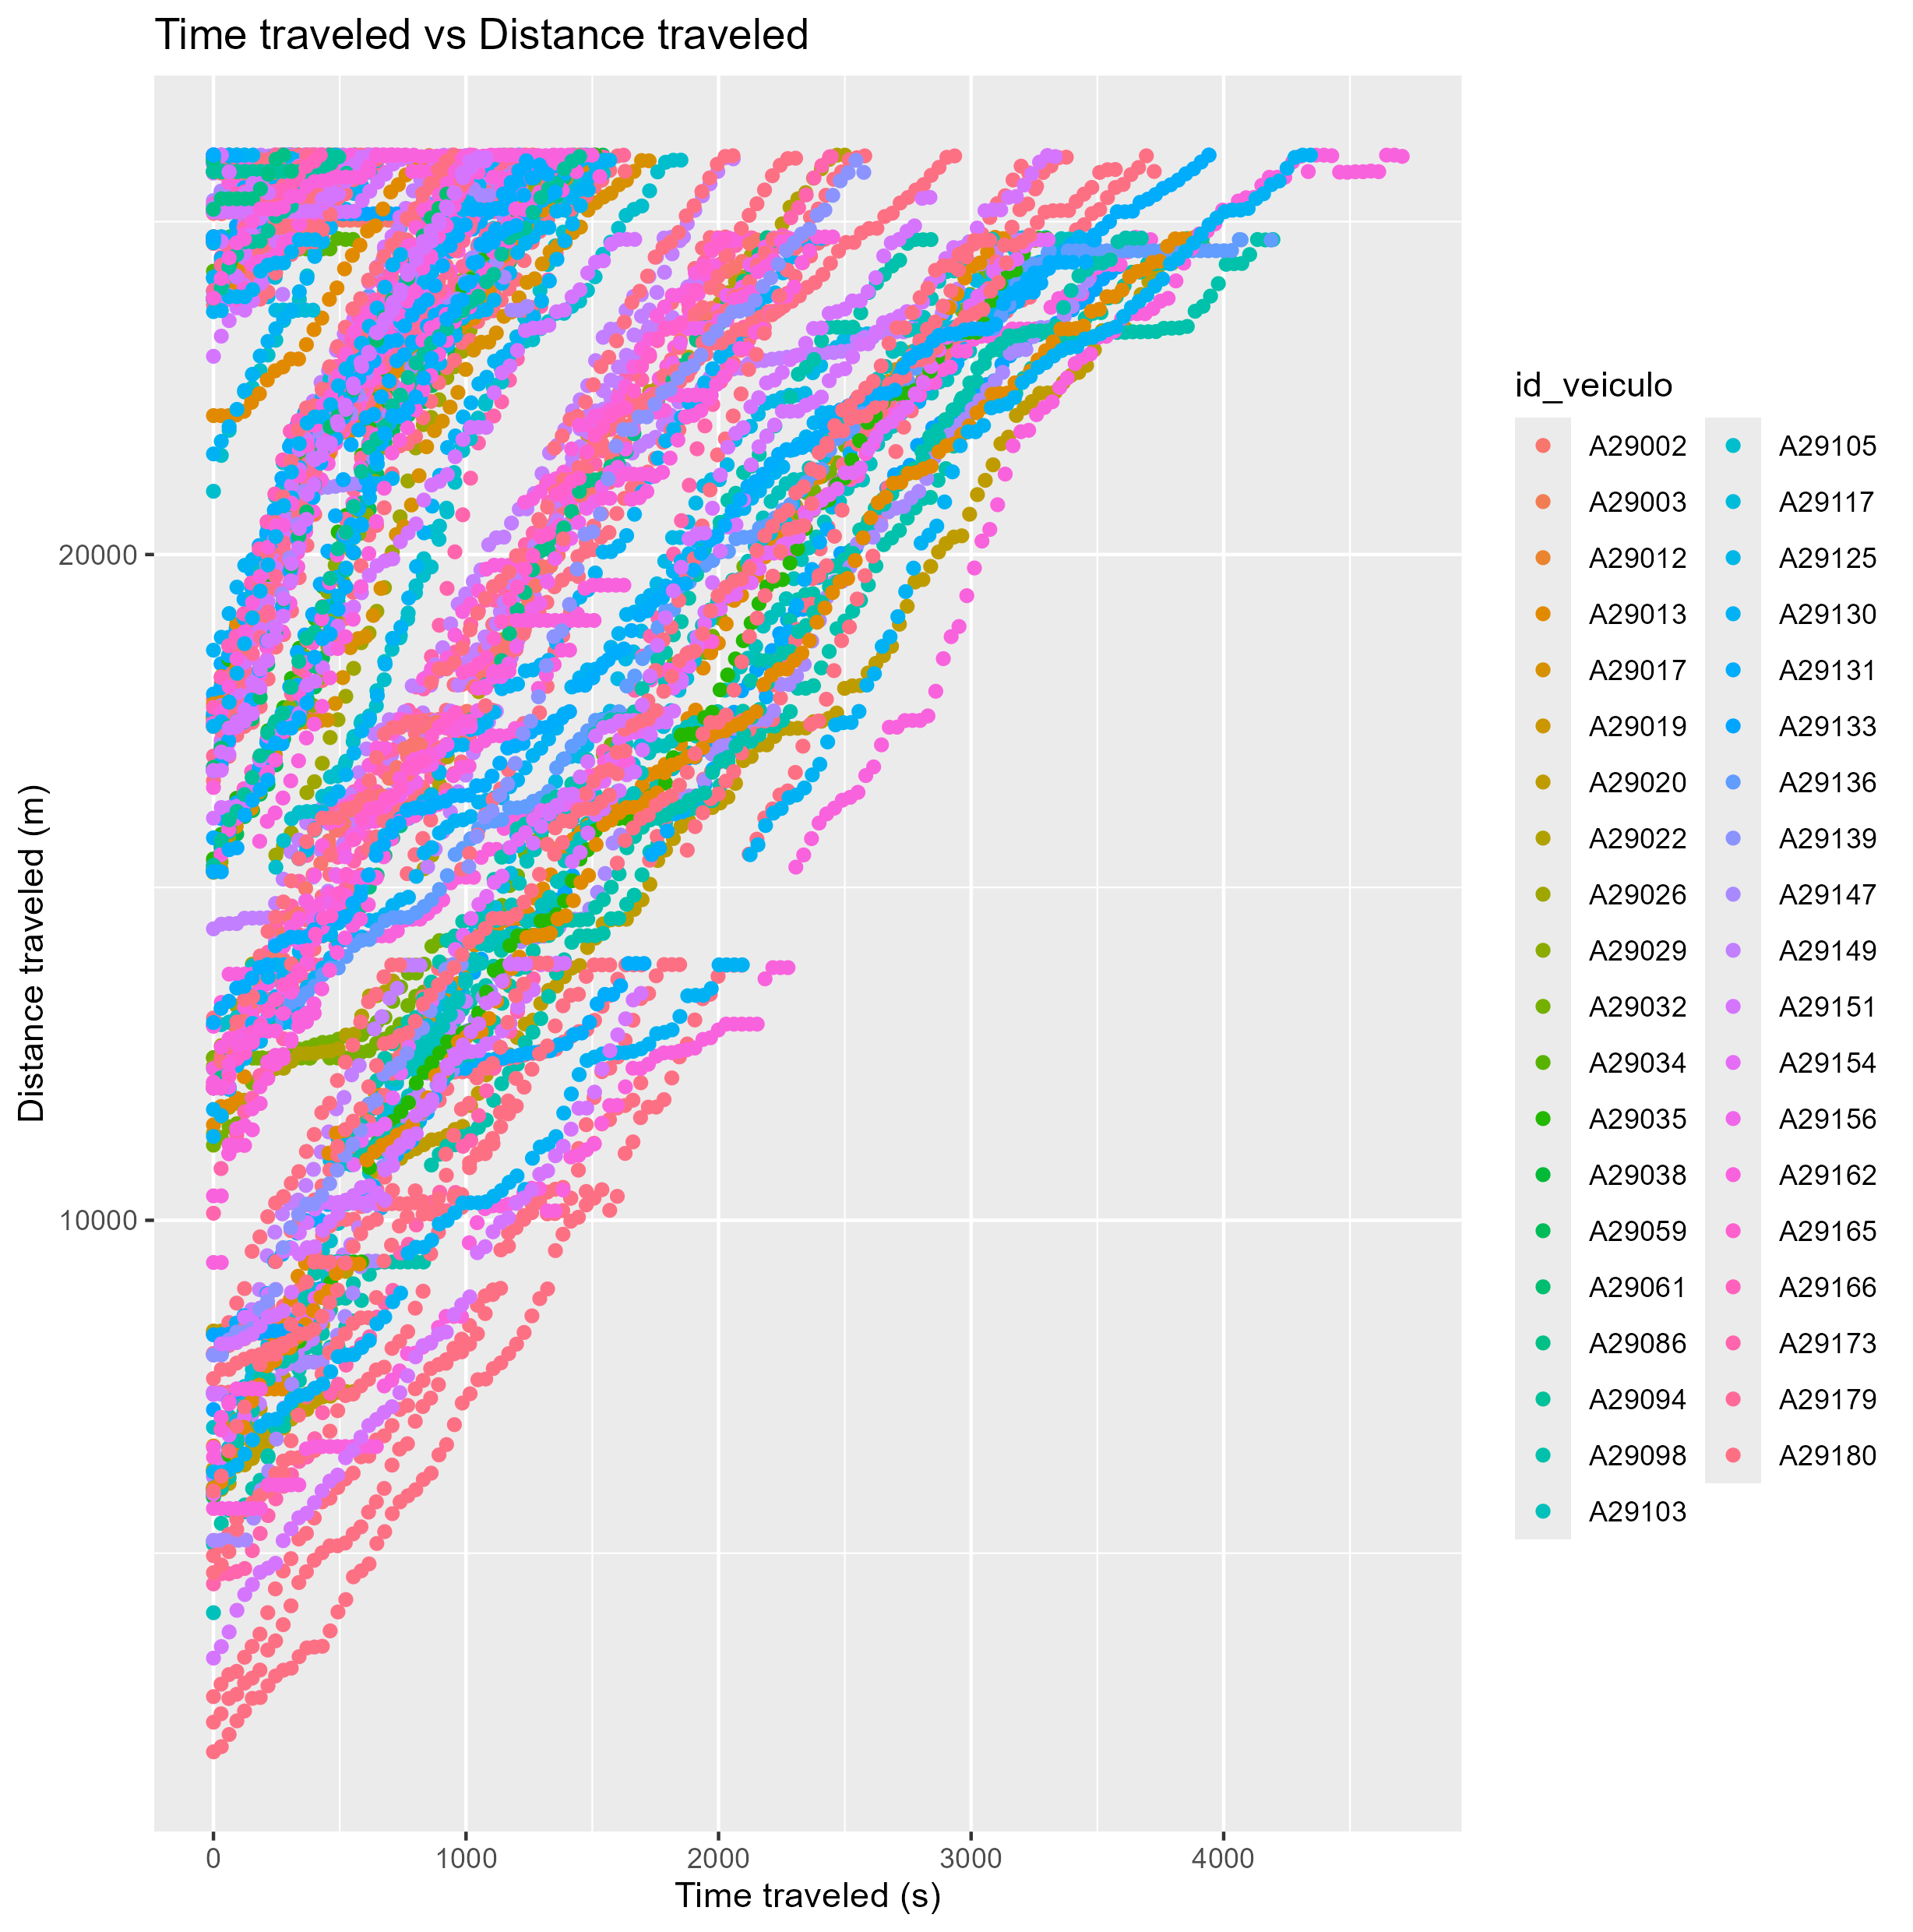 Time traveled vs Distance traveled
Distance traveled (m)
20000
10000
0 1000 2000 3000 4000
Time traveled (s)
id_veiculo
A29002 A29105
A29003 A29117
A29012 A29125
A29013 A29130
A29017 A29131
A29019 A29133
A29020 A29136
A29022 A29139
A29026 A29147
A29029 A29149
A29032 A29151
A29034 A29154
A29035 A29156
A29038 A29162
A29059 A29165
A29061 A29166
A29086 A29173
A29094 A29179
A29098 A29180
A29103